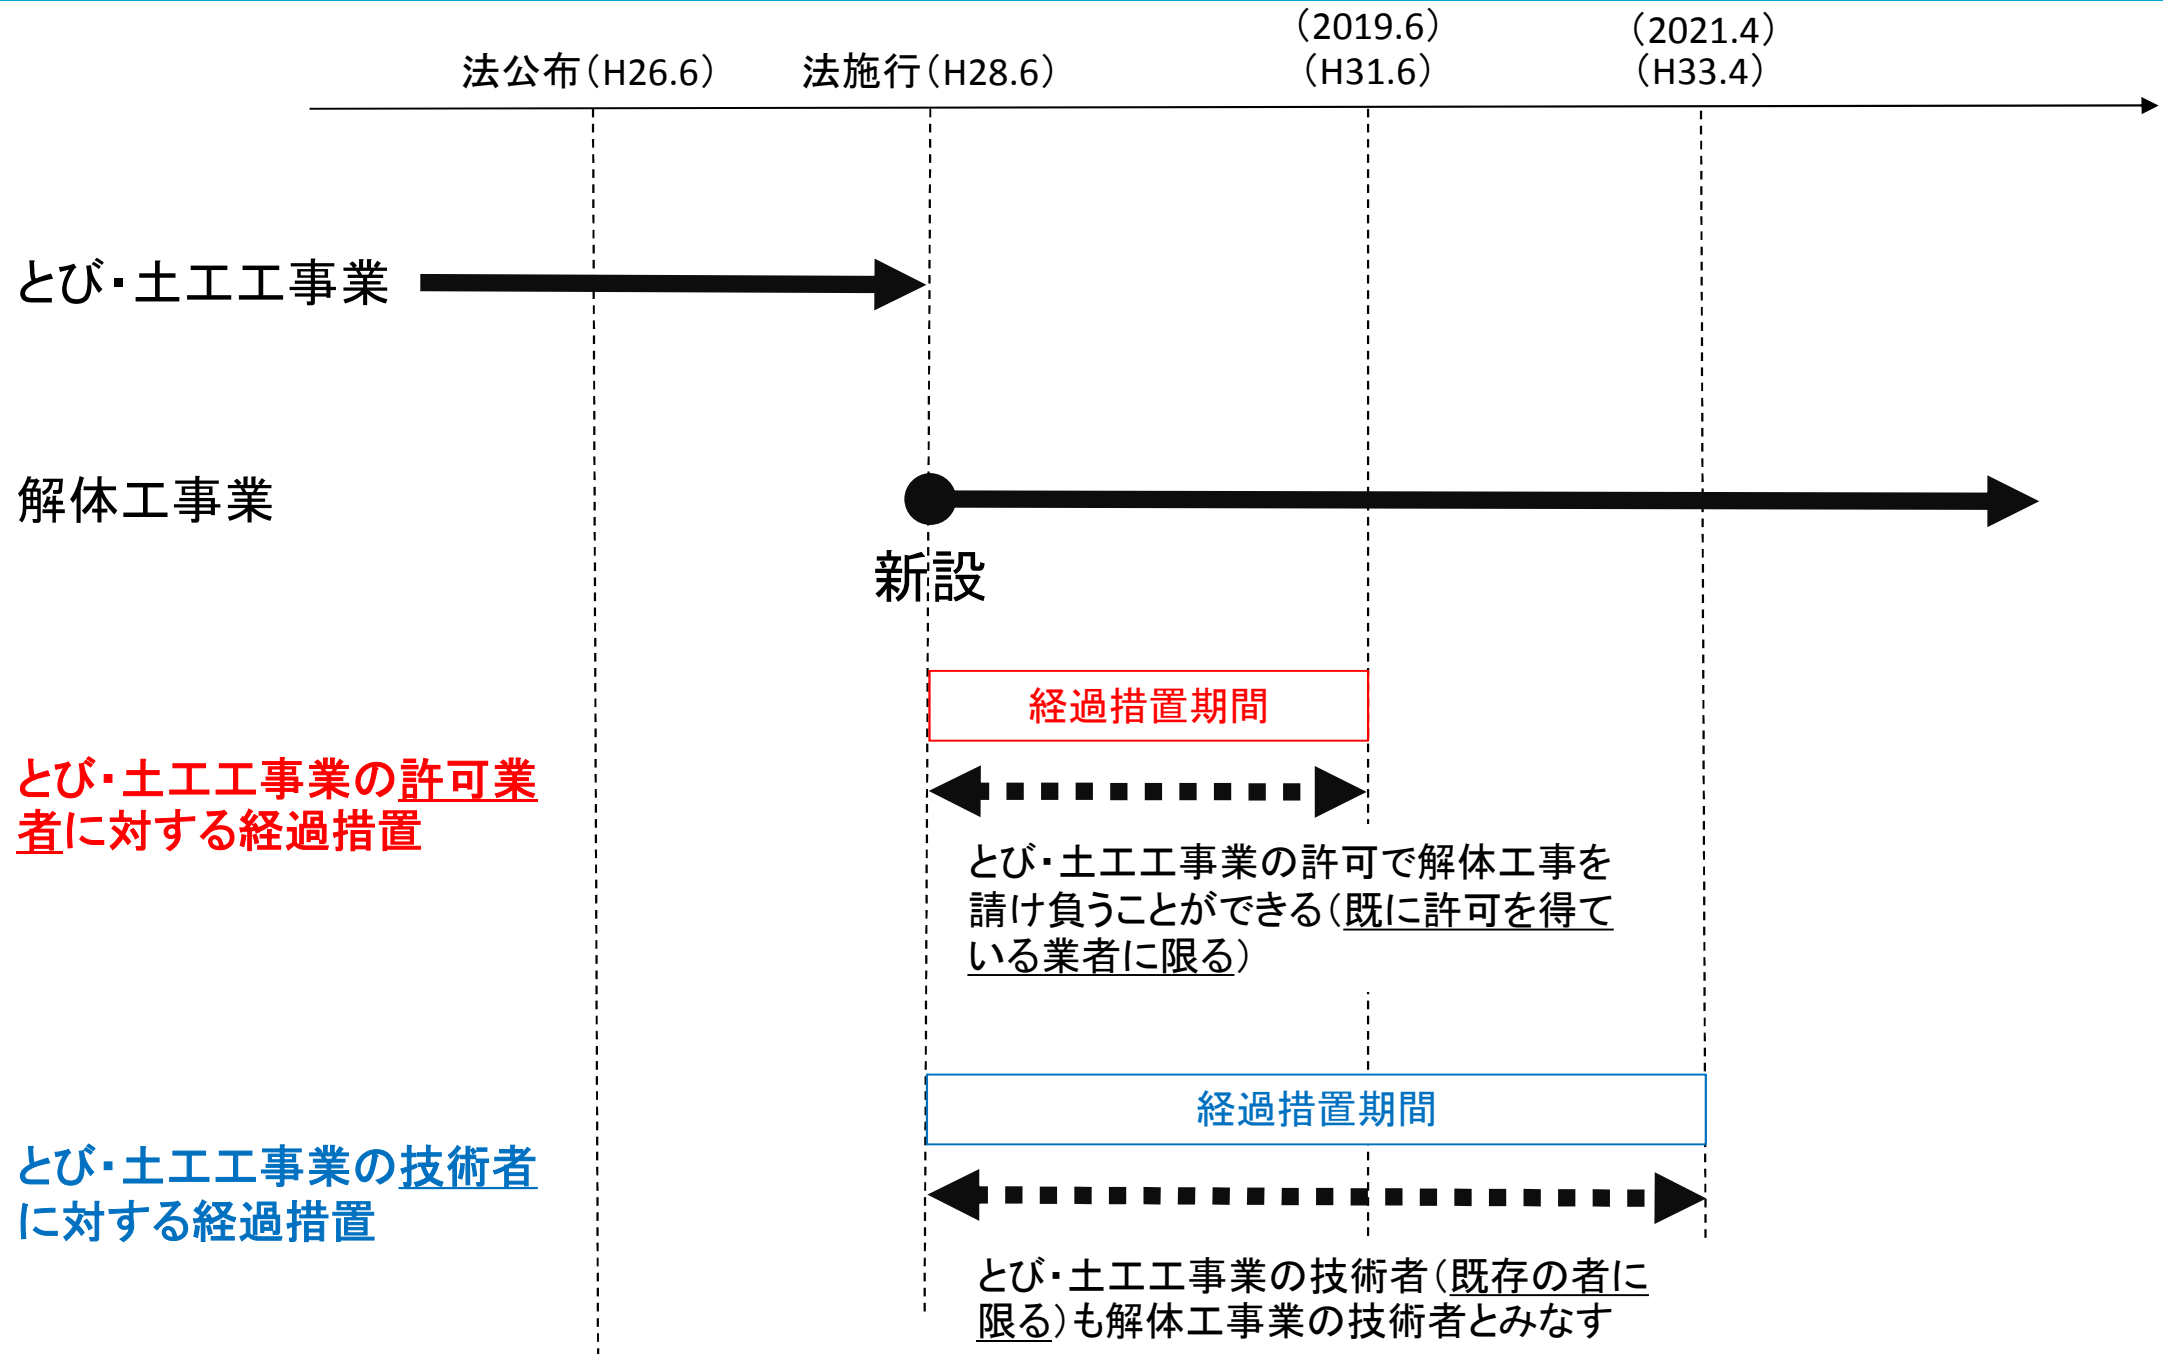 （2019.6）
（2021.4）
法公布（H26.6）
法施行（H28.6）
（H31.6）
（H33.4）
とび・土工工事業
解体工事業
新設
経過措置期間
とび・土工工事業の許可業
者に対する経過措置
とび・土工工事業の許可で解体工事を
請け負うことができる（既に許可を得て
いる業者に限る）
経過措置期間
とび・土工工事業の技術者
に対する経過措置
とび・土工工事業の技術者（既存の者に
限る）も解体工事業の技術者とみなす